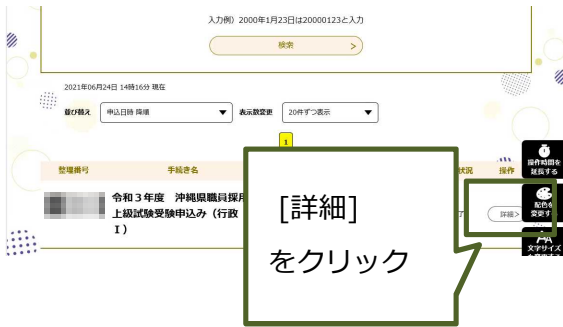 入力例）2000年1月23日は20000123と入力
検索 >
2021年06月24日 14時16分 現在
並び替え 申込日時 降順 ▼ 表示数変更 20件ずつ表示 ▼
1
整理番号 手続き名 状況 操作
操作時間を
延長する
令和３年度 沖縄県職員採用
上級試験受験申込み（行政
Ⅰ）
了
詳細>
配色を
変更する
文字サイズ
を変更する
[詳細]
をクリック